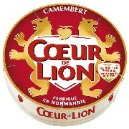 CAMEMBERT
CŒUR
DE
LION
FABRIQUÉ
EN NORMANDIE
CŒUR DE LION